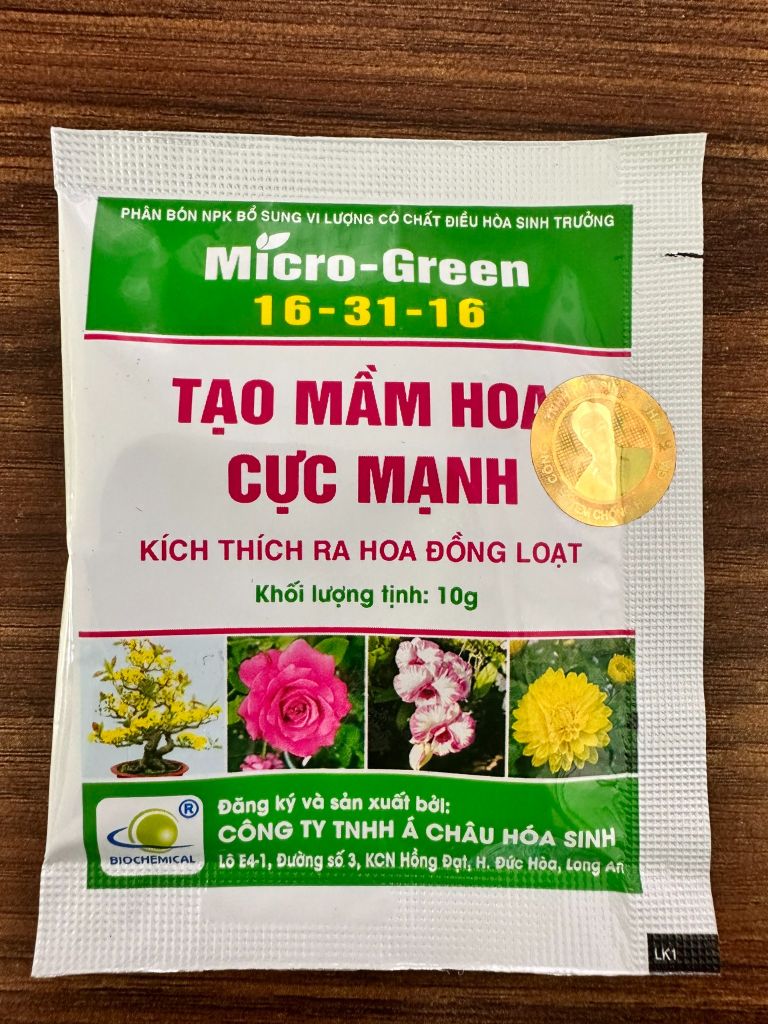 PHÂN BÓN NPK BỔ SUNG VI LƯỢNG CÓ CHẤT ĐIỀU HÒA SINH TRƯỞNG
Micro-Green
16-31-16
TẠO MẦM HOA
CỰC MẠNH
KÍCH THÍCH RA HOA ĐỒNG LOẠT
Khối lượng tịnh: 10g
TEM CHỐNG
®
BIOCHEMICAL
Đăng ký và sản xuất bởi:
CÔNG TY TNHH Á CHÂU HÓA SINH
Lô E4-1, Đường số 3, KCN Hồng Đạt, H. Đức Hòa, Long An
LK1